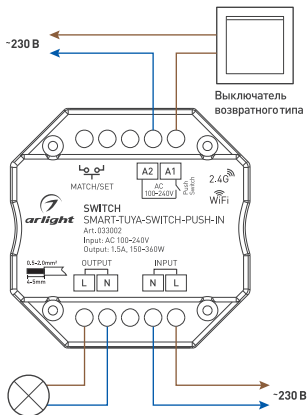 ~230 В
Выключатель
возвратного типа
MATCH/SET
A2 A1
AC
100-240V
Push
Switch
2.4G
WiFi
arlight
SWITCH
SMART-TUYA-SWITCH-PUSH-IN
Art.033002
Input: AC 100-240V
Output: 1.5A, 150-360W
0.5-2.0mm²
4-5mm
OUTPUT
L N
INPUT
N L
~230 В